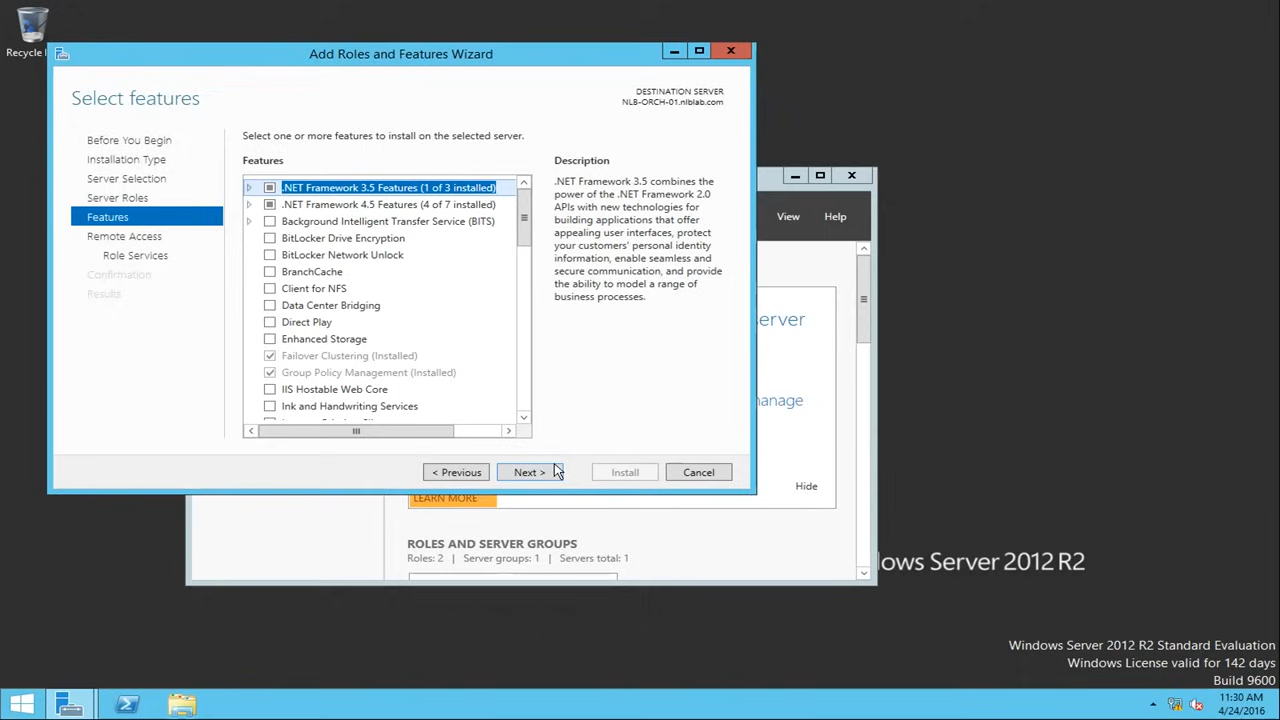 Recycle
Add Roles and Features Wizard
Select features
DESTINATION SERVER
NLB-ORCH-01.nlblab.com
Before You Begin
Installation Type
Server Selection
Server Roles
Features
Remote Access
Role Services
Confirmation
Results
Select one or more features to install on the selected server.
Features
.NET Framework 3.5 Features (1 of 3 installed)
.NET Framework 4.5 Features (4 of 7 installed)
Background Intelligent Transfer Service (BITS)
BitLocker Drive Encryption
BitLocker Network Unlock
BranchCache
Client for NFS
Data Center Bridging
Direct Play
Enhanced Storage
Failover Clustering (Installed)
Group Policy Management (Installed)
IIS Hostable Web Core
Ink and Handwriting Services
Description
.NET Framework 3.5 combines the
power of the .NET Framework 2.0
APIs with new technologies for
building applications that offer
appealing user interfaces, protect
your customers' personal identity
information, enable seamless and
secure communication, and provide
the ability to model a range of
business processes.
< Previous
Next >
Install
Cancel
View
Help
erver
manage
Hide
LEARN MORE
ROLES AND SERVER GROUPS
Roles: 2 | Server groups: 1 | Servers total: 1
dows Server 2012 R2
Windows Server 2012 R2 Standard Evaluation
Windows License valid for 142 days
Build 9600
11:30 AM
4/24/2016